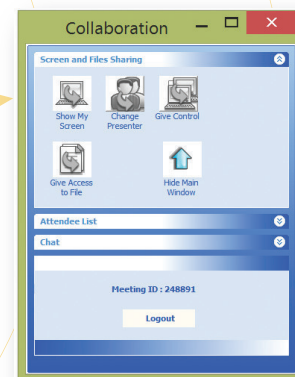 Collaboration
Screen and Files Sharing
Show My
Screen
Change
Presenter
Give Control
Give Access
to File
Hide Main
Window
Attendee List
Chat
Meeting ID : 248891
Logout